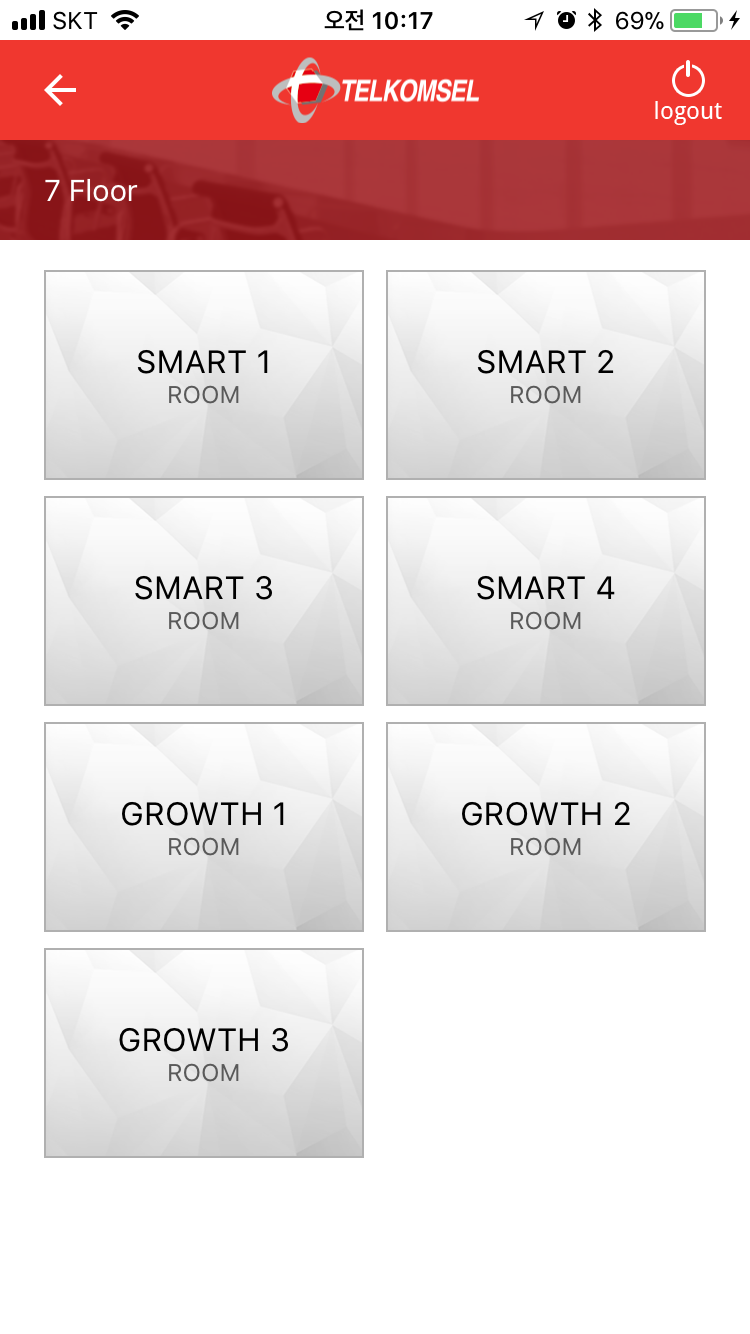 SKT 오전 10:17 69%
TELKOMSEL
logout
7 Floor
SMART 1
ROOM
SMART 2
ROOM
SMART 3
ROOM
SMART 4
ROOM
GROWTH 1
ROOM
GROWTH 2
ROOM
GROWTH 3
ROOM